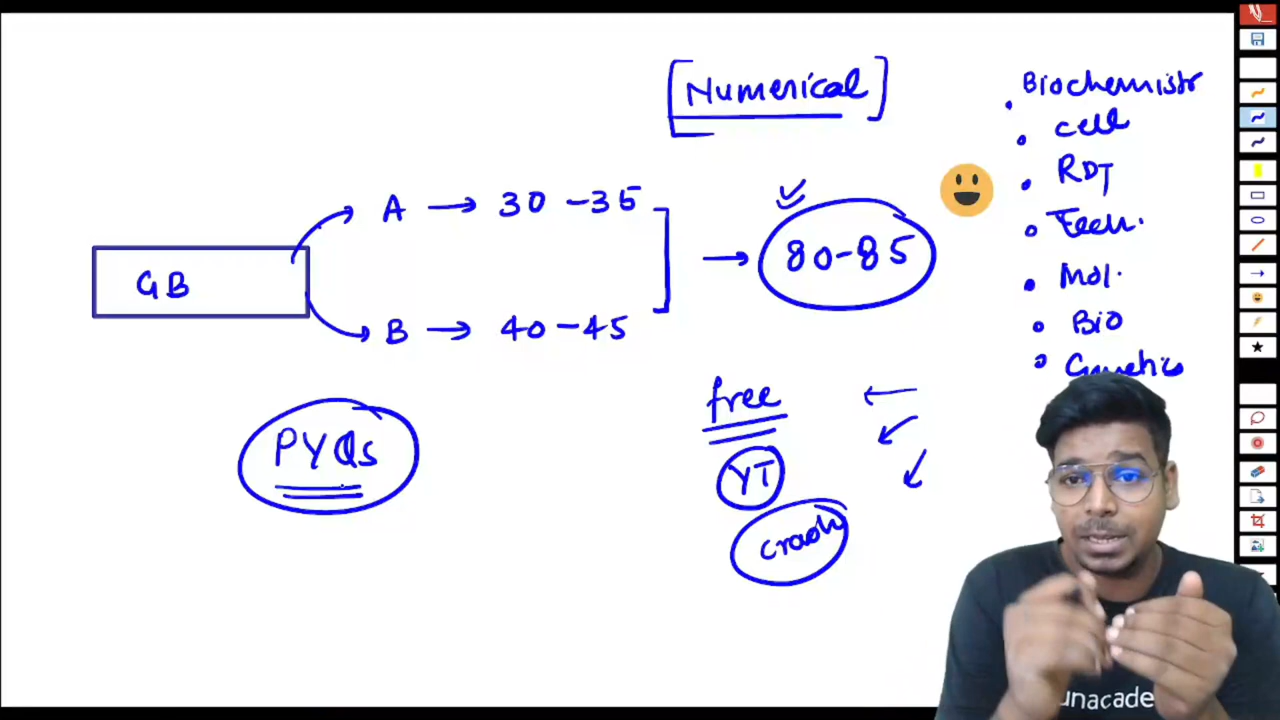 [Numerical]
Biochemistr
cell
RDT
Tech.
Mol.
Bio
Genetics
A → 30-35
GB
→ 80-85
B → 40-45
PYQs
free
YT
crash
unacade